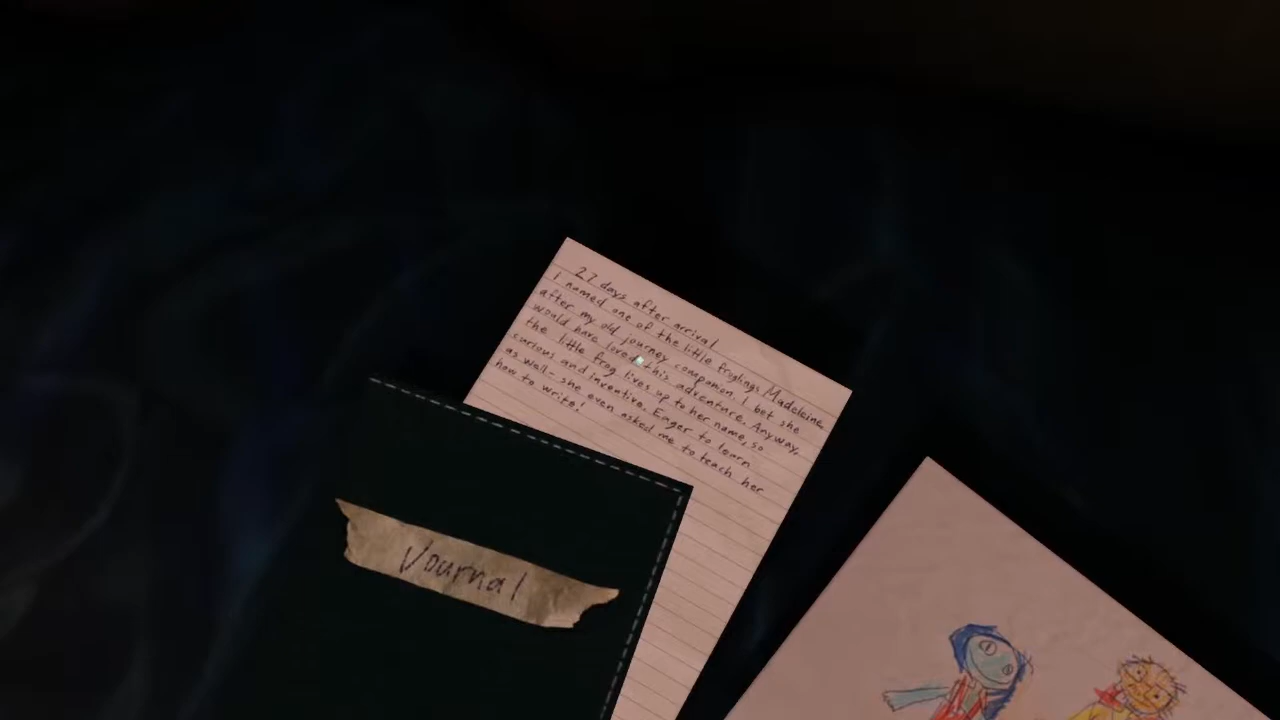 27 days after arrival
I named one of the little froglings Madeleine
after my old journey companion. I bet she
would have loved this adventure. Anyway,
the little frog lives up to her name, so
curious and inventive. Eager to learn
as well- she even asked me to teach her
how to write!
Journal